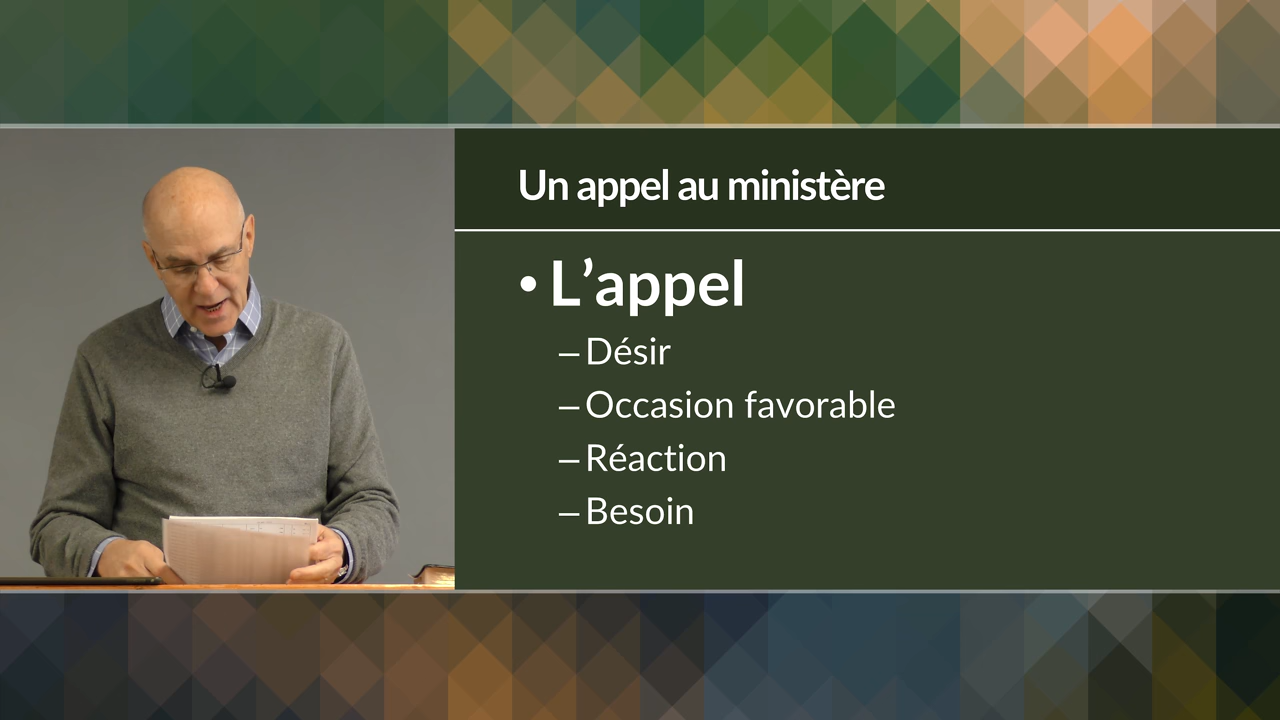 Un appel au ministère
• L’appel
– Désir
– Occasion favorable
– Réaction
– Besoin